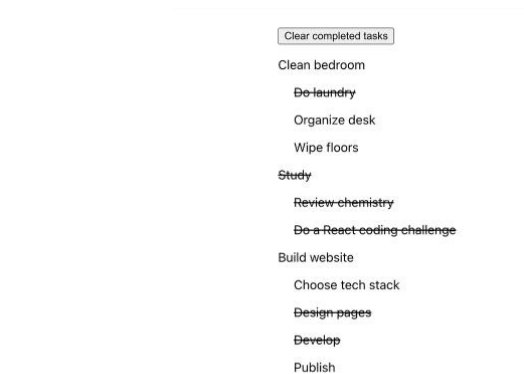 Clear completed tasks
Clean bedroom
Do laundry
Organize desk
Wipe floors
Study
Review chemistry
Do a React coding challenge
Build website
Choose tech stack
Design pages
Develop
Publish